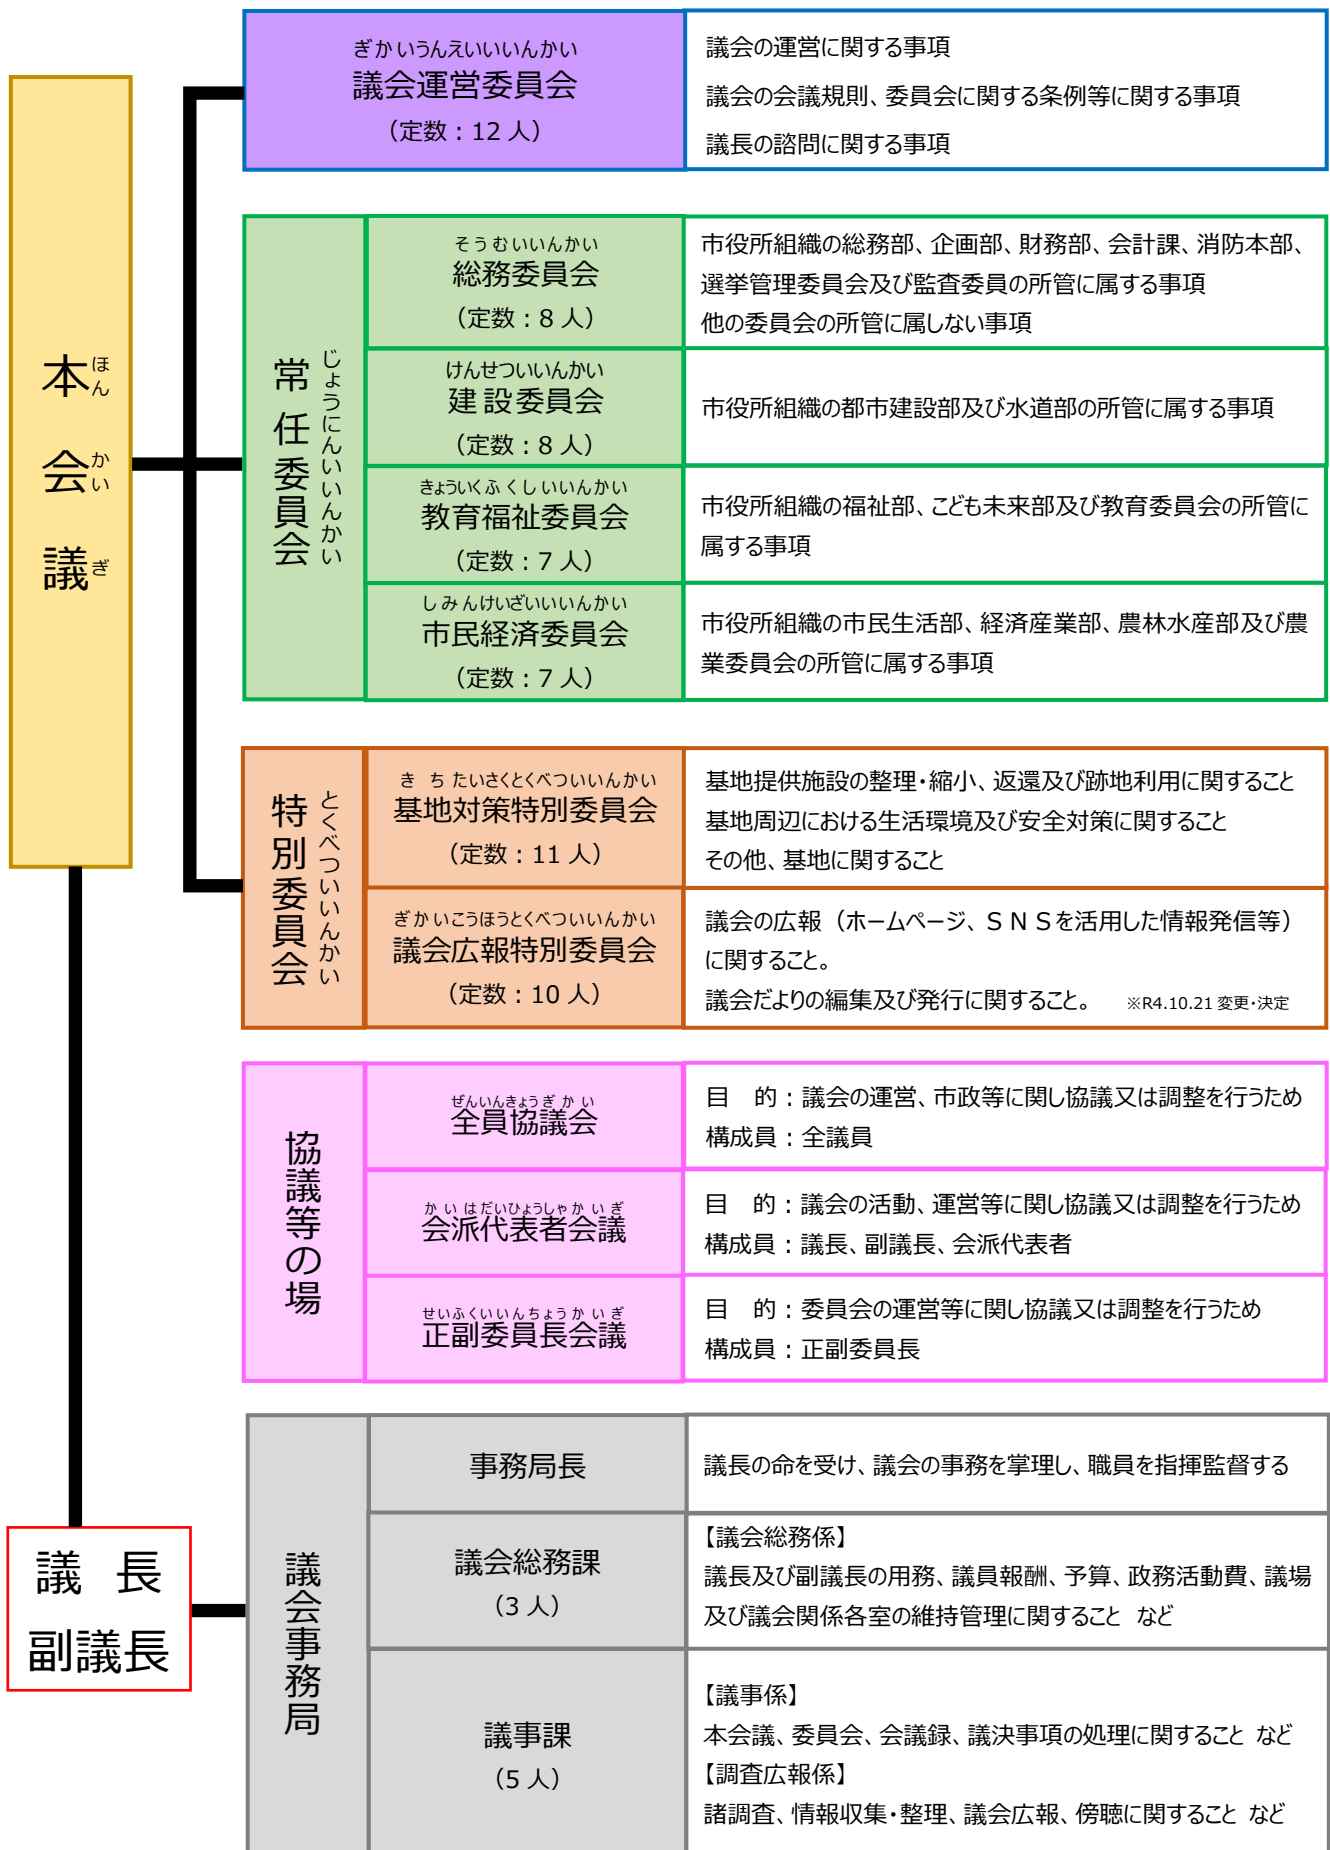 本会議
ほんかいぎ
ぎかいうんえいいいんかい
議会運営委員会
（定数：12 人）
議会の運営に関する事項
議会の会議規則、委員会に関する条例等に関する事項
議長の諮問に関する事項
常任委員会
じょうにんいいんかい
そうむいいんかい
総務委員会
（定数：8 人）
市役所組織の総務部、企画部、財務部、会計課、消防本部、
選挙管理委員会及び監査委員の所管に属する事項
他の委員会の所管に属しない事項
けんせついいんかい
建設委員会
（定数：8 人）
市役所組織の都市建設部及び水道部の所管に属する事項
きょういくふくしいいんかい
教育福祉委員会
（定数：7 人）
市役所組織の福祉部、こども未来部及び教育委員会の所管に
属する事項
しみんけいざいいいんかい
市民経済委員会
（定数：7 人）
市役所組織の市民生活部、経済産業部、農林水産部及び農
業委員会の所管に属する事項
特別委員会
とくべついいんかい
きちたいさくとくべついいんかい
基地対策特別委員会
（定数：11 人）
基地提供施設の整理・縮小、返還及び跡地利用に関すること
基地周辺における生活環境及び安全対策に関すること
その他、基地に関すること
ぎかいこうほうとくべついいんかい
議会広報特別委員会
（定数：10 人）
議会の広報（ホームページ、ＳＮＳを活用した情報発信等）
に関すること。
議会だよりの編集及び発行に関すること。 ※R4.10.21 変更・決定
協議等の場
ぜんいんきょうぎかい
全員協議会
目　的：議会の運営、市政等に関し協議又は調整を行うため
構成員：全議員
かいはだいひょうしゃかいぎ
会派代表者会議
目　的：議会の活動、運営等に関し協議又は調整を行うため
構成員：議長、副議長、会派代表者
せいふくいいんちょうかいぎ
正副委員長会議
目　的：委員会の運営等に関し協議又は調整を行うため
構成員：正副委員長
議　長
副議長
議会事務局
事務局長
議長の命を受け、議会の事務を掌理し、職員を指揮監督する
議会総務課
（3 人）
【議会総務係】
議長及び副議長の用務、議員報酬、予算、政務活動費、議場
及び議会関係各室の維持管理に関すること など
議事課
（5 人）
【議事係】
本会議、委員会、会議録、議決事項の処理に関すること など
【調査広報係】
諸調査、情報収集・整理、議会広報、傍聴に関すること など